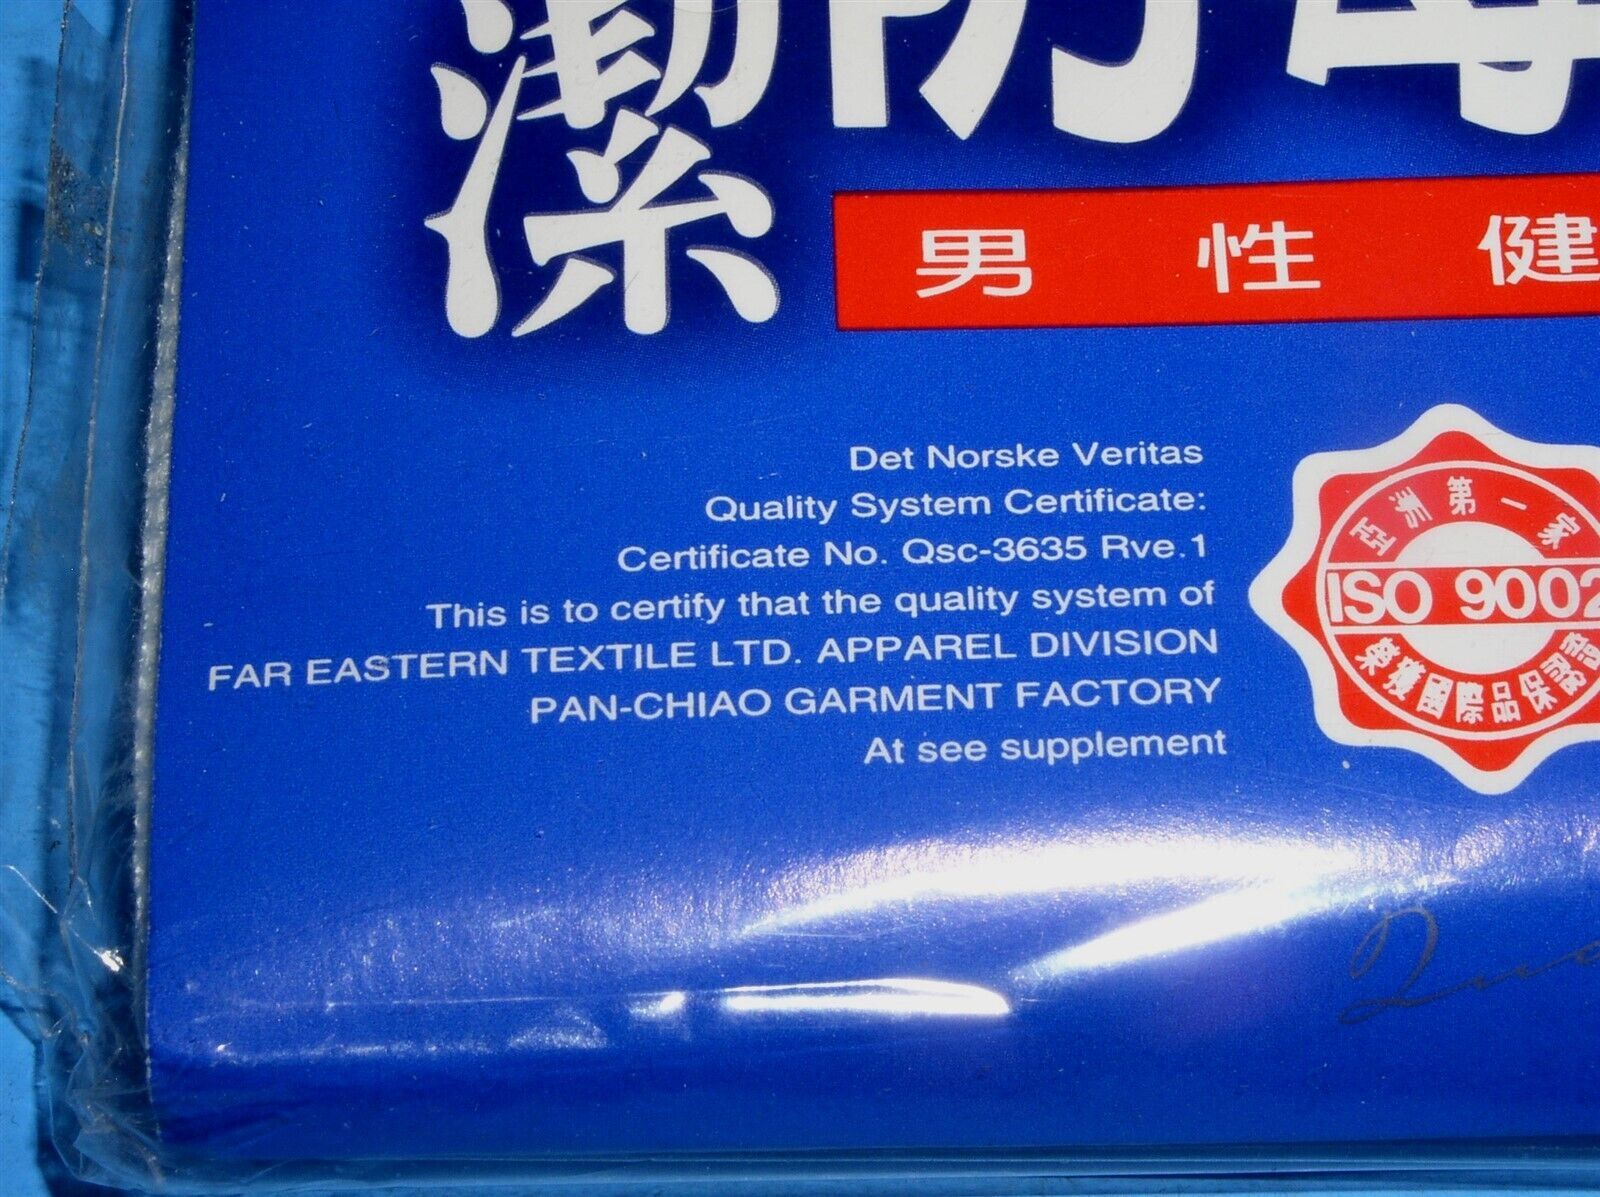 潔防
男性健
Det Norske Veritas
Quality System Certificate:
Certificate No. Qsc-3635 Rve.1
This is to certify that the quality system of
FAR EASTERN TEXTILE LTD. APPAREL DIVISION
PAN-CHIAO GARMENT FACTORY
At see supplement
亞洲第一家
ISO 9002
榮獲國際品保認